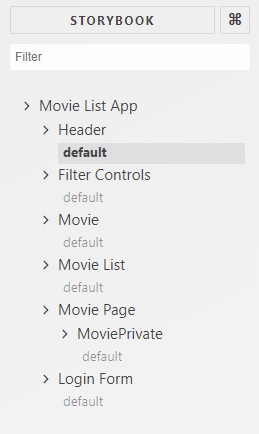 STORYBOOK ⌘
Filter
Movie List App
Header
default
Filter Controls
default
Movie
default
Movie List
default
Movie Page
MoviePrivate
default
Login Form
default